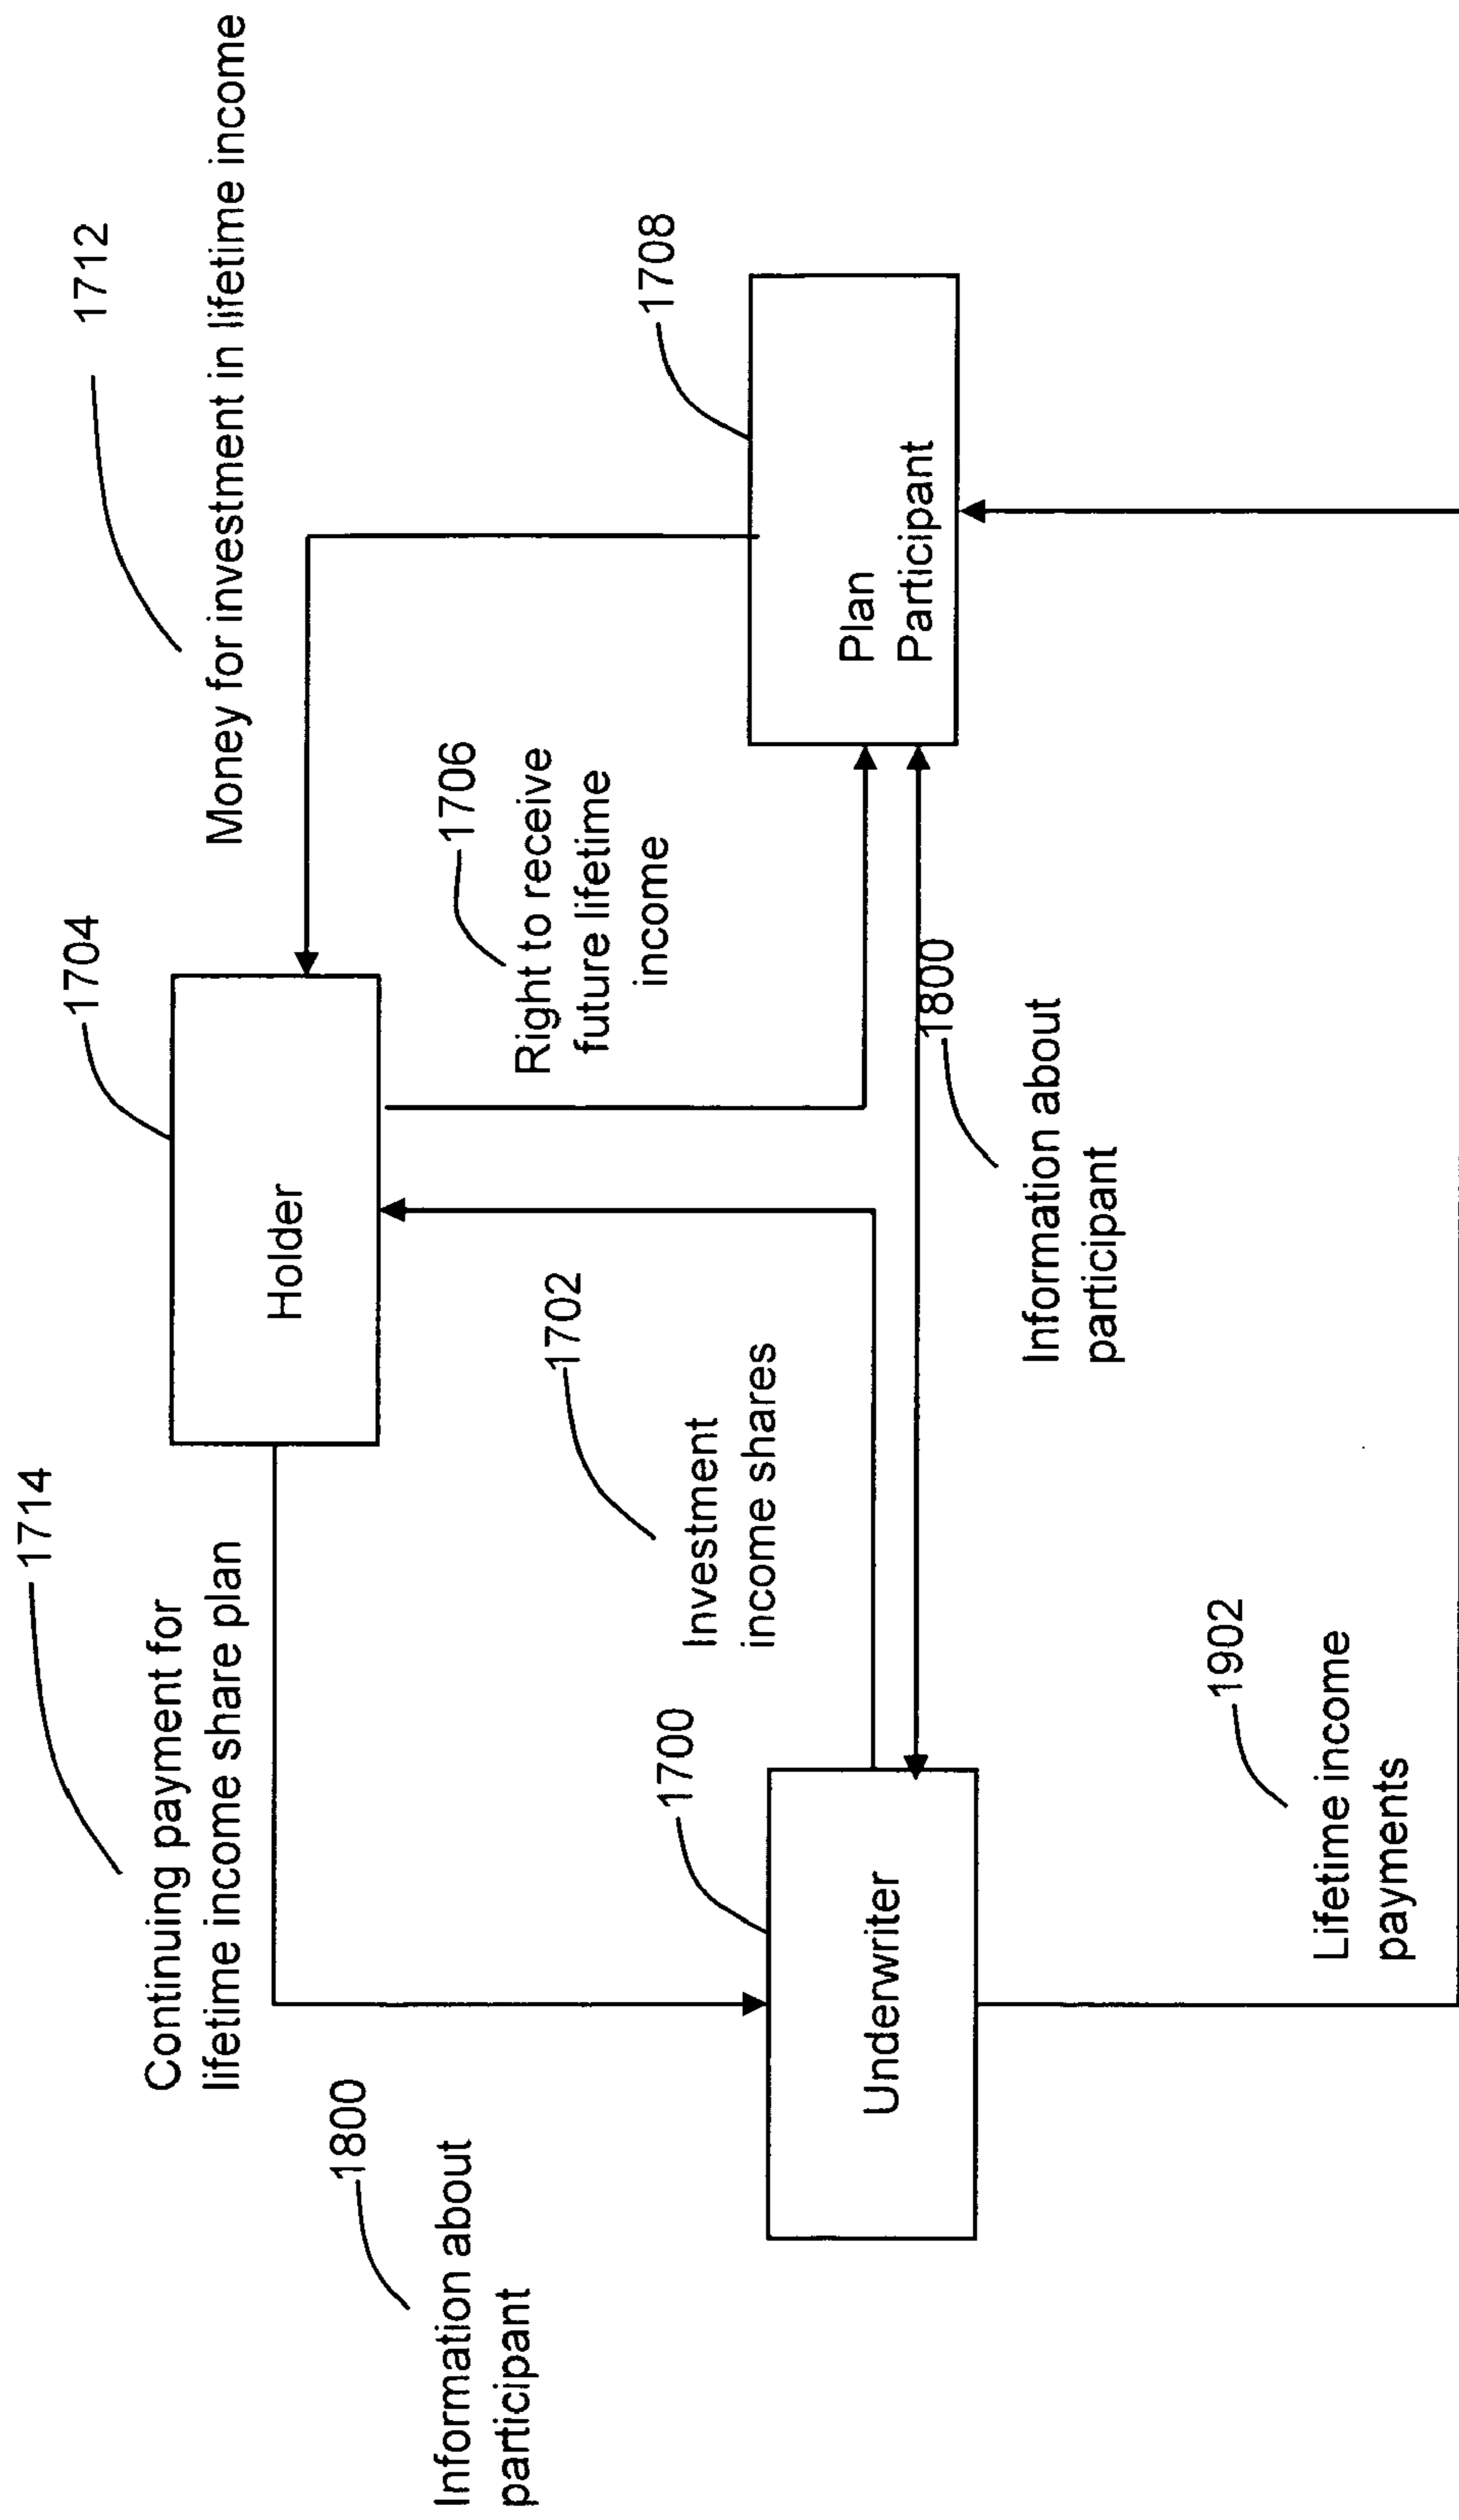 1714
Continuing payment for
lifetime income share plan
1704
Holder
1712
Money for investment in lifetime income
1800
Information about
participant
1702
Investment
income shares
1706
Right to receive
future lifetime
income
1700
Underwriter
1708
Plan
Participant
1800
Information about
participant
1902
Lifetime income
payments